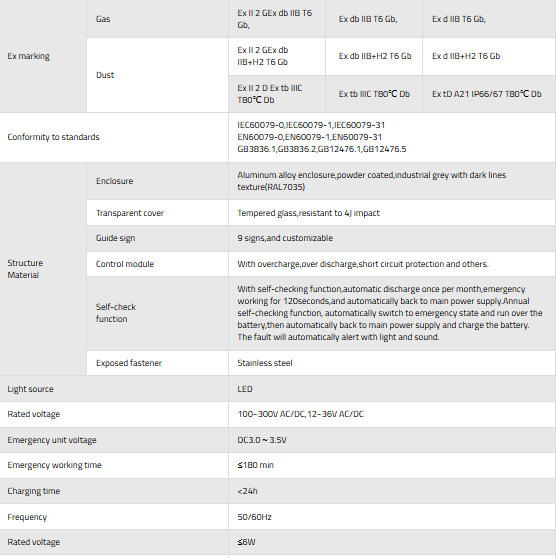 Ex marking
Gas
Ex II 2 GEx db IIB T6
Gb,
Ex db IIB T6 Gb,
Ex d IIB T6 Gb,
Dust
Ex II 2 GEx db
IIB+H2 T6 Gb
Ex db IIB+H2 T6 Gb
Ex d IIB+H2 T6 Gb
Ex II 2 D Ex tb IIIC
T80℃ Db
Ex tb IIIC T80℃ Db
Ex tD A21 IP66/67 T80℃ Db
Conformity to standards
IEC60079-0,IEC60079-1,IEC60079-31
EN60079-0,EN60079-1,EN60079-31
GB3836.1,GB3836.2,GB12476.1,GB12476.5
Structure
Material
Enclosure
Aluminum alloy enclosure,powder coated,industrial grey with dark lines
texture(RAL7035)
Transparent cover
Tempered glass,resistant to 4J impact
Guide sign
9 signs,and customizable
Control module
With overcharge,over discharge,short circuit protection and others.
Self-check
function
With self-checking function,automatic discharge once per month,emergency
working for 120seconds,and automatically back to main power supply.Annual
self-checking function, automatically switch to emergency state and run over the
battery,then automatically back to main power supply and charge the battery.
The fault will automatically alert with light and sound.
Exposed fastener
Stainless steel
Light source
LED
Rated voltage
100~300V AC/DC,12~36V AC/DC
Emergency unit voltage
DC3.0～3.5V
Emergency working time
≤180 min
Charging time
<24h
Frequency
50/60Hz
Rated voltage
≤6W